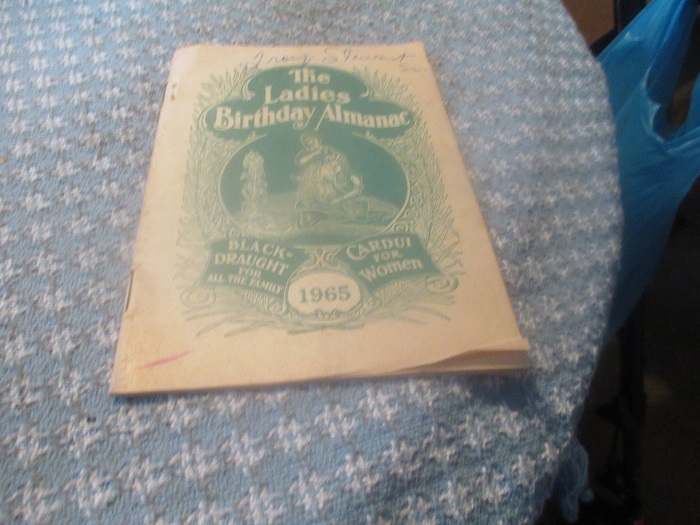 The
Ladies
Birthday Almanac
BLACK-
DRAUGHT
FOR
ALL THE FAMILY
CARDUI
FOR
Women
1965